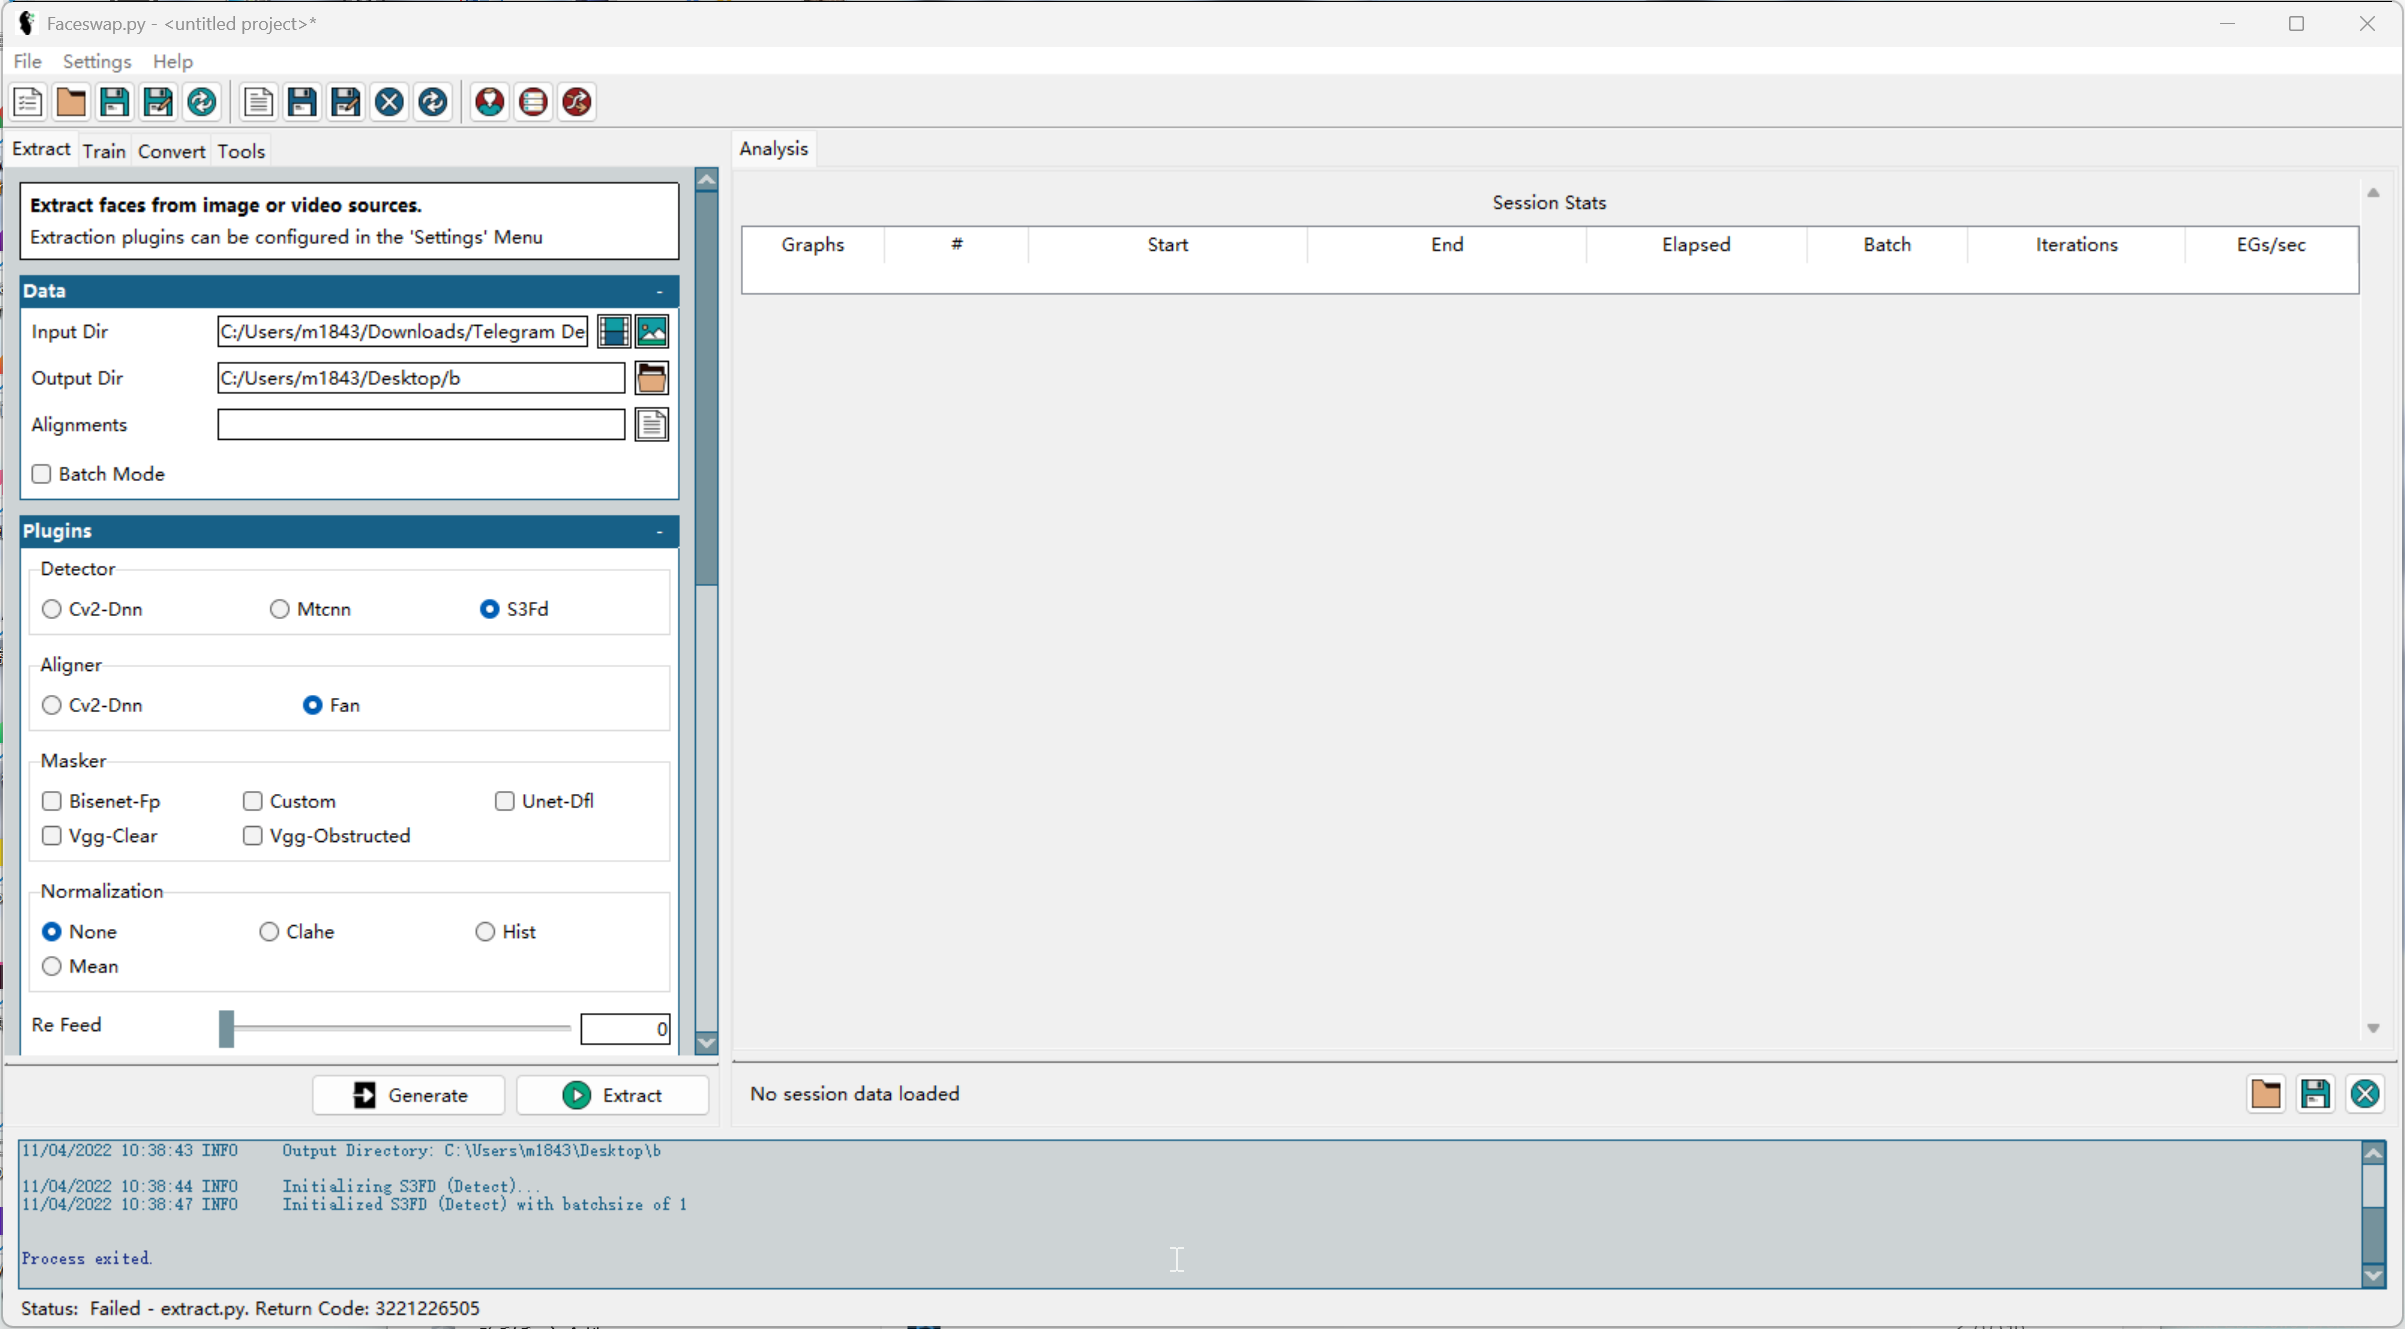 Faceswap.py - <untitled project>*
File Settings Help
Extract Train Convert Tools
Extract faces from image or video sources.
Extraction plugins can be configured in the 'Settings' Menu
Data -
Input Dir C:/Users/m1843/Downloads/Telegram De
Output Dir C:/Users/m1843/Desktop/b
Alignments
Batch Mode
Plugins -
Detector
Cv2-Dnn Mtcnn S3Fd
Aligner
Cv2-Dnn Fan
Masker
Bisenet-Fp Custom Unet-Dfl
Vgg-Clear Vgg-Obstructed
Normalization
None Clahe Hist
Mean
Re Feed 0
Generate Extract
Analysis
Session Stats
Graphs # Start End Elapsed Batch Iterations EGs/sec
No session data loaded
11/04/2022 10:38:43 INFO Output Directory: C:\Users\m1843\Desktop\b
11/04/2022 10:38:44 INFO Initializing S3FD (Detect)...
11/04/2022 10:38:47 INFO Initialized S3FD (Detect) with batchsize of 1
Process exited.
Status: Failed - extract.py. Return Code: 3221226505